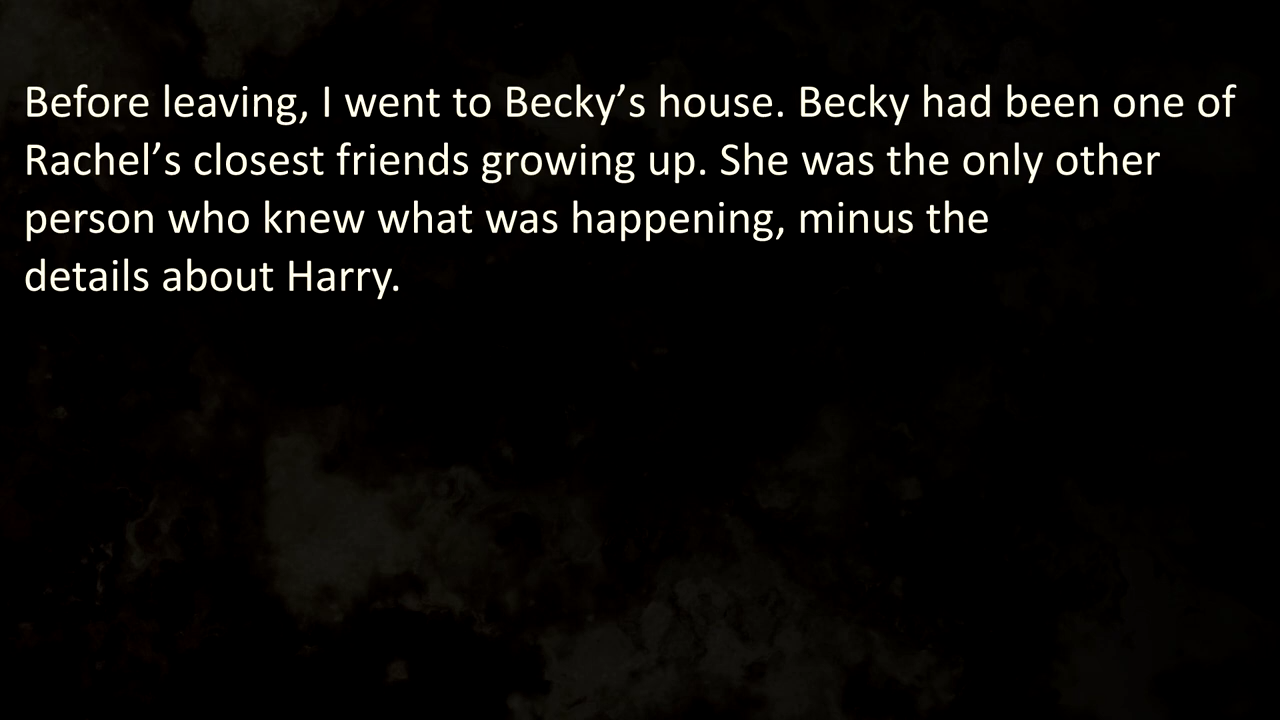 Before leaving, I went to Becky’s house. Becky had been one of
Rachel’s closest friends growing up. She was the only other
person who knew what was happening, minus the
details about Harry.